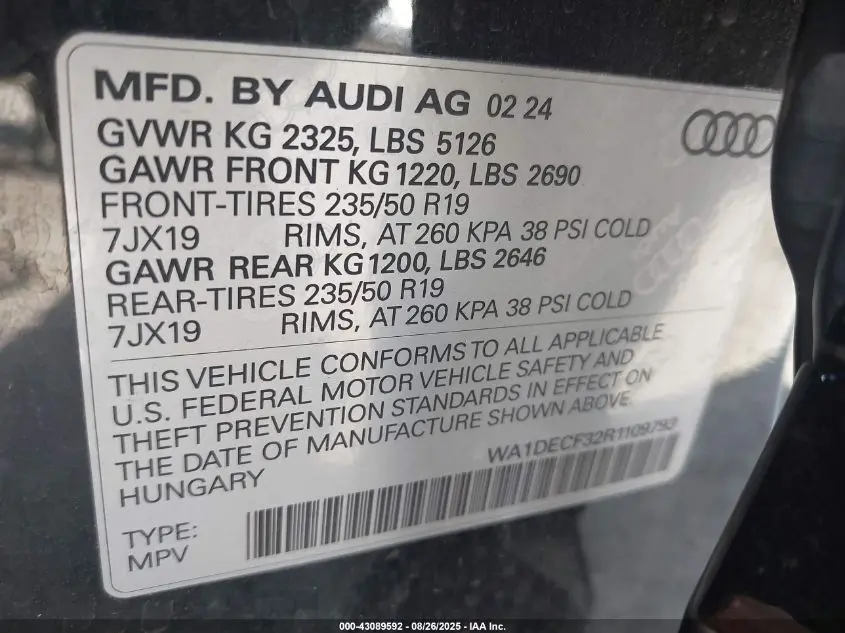 MFD. BY AUDI AG 02 24
GVWR KG 2325, LBS 5126
GAWR FRONT KG 1220, LBS 2690
FRONT-TIRES 235/50 R19
7JX19 RIMS, AT 260 KPA 38 PSI COLD
GAWR REAR KG 1200, LBS 2646
REAR-TIRES 235/50 R19
7JX19 RIMS, AT 260 KPA 38 PSI COLD
THIS VEHICLE CONFORMS TO ALL APPLICABLE
U.S. FEDERAL MOTOR VEHICLE SAFETY AND
THEFT PREVENTION STANDARDS IN EFFECT ON
THE DATE OF MANUFACTURE SHOWN ABOVE.
HUNGARY
WA1DECF32R1109793
TYPE:
MPV
000-43089592 - 08/26/2025 - IAA Inc.